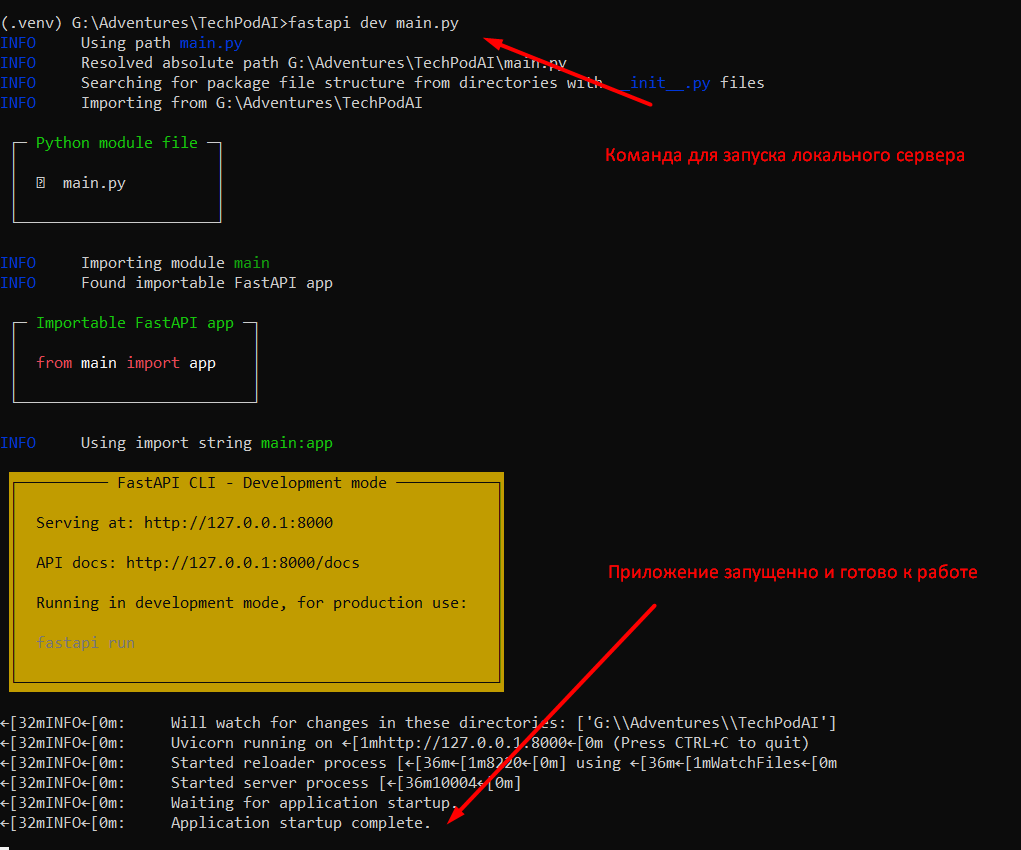 (.venv) G:\Adventures\TechPodAI>fastapi dev main.py
INFO     Using path main.py
INFO     Resolved absolute path G:\Adventures\TechPodAI\main.py
INFO     Searching for package file structure from directories with __init__.py files
INFO     Importing from G:\Adventures\TechPodAI
Python module file
Команда для запуска локального сервера
main.py
INFO     Importing module main
INFO     Found importable FastAPI app
Importable FastAPI app
from main import app
INFO     Using import string main:app
FastAPI CLI - Development mode
Serving at: http://127.0.0.1:8000
API docs: http://127.0.0.1:8000/docs
Приложение запущенно и готово к работе
Running in development mode, for production use:
fastapi run
←[32mINFO←[0m:     Will watch for changes in these directories: ['G:\\Adventures\\TechPodAI']
←[32mINFO←[0m:     Uvicorn running on ←[1mhttp://127.0.0.1:8000←[0m (Press CTRL+C to quit)
←[32mINFO←[0m:     Started reloader process [←[36m←[1m8220←[0m] using ←[36m←[1mWatchFiles←[0m
←[32mINFO←[0m:     Started server process [←[36m10004←[0m]
←[32mINFO←[0m:     Waiting for application startup.
←[32mINFO←[0m:     Application startup complete.